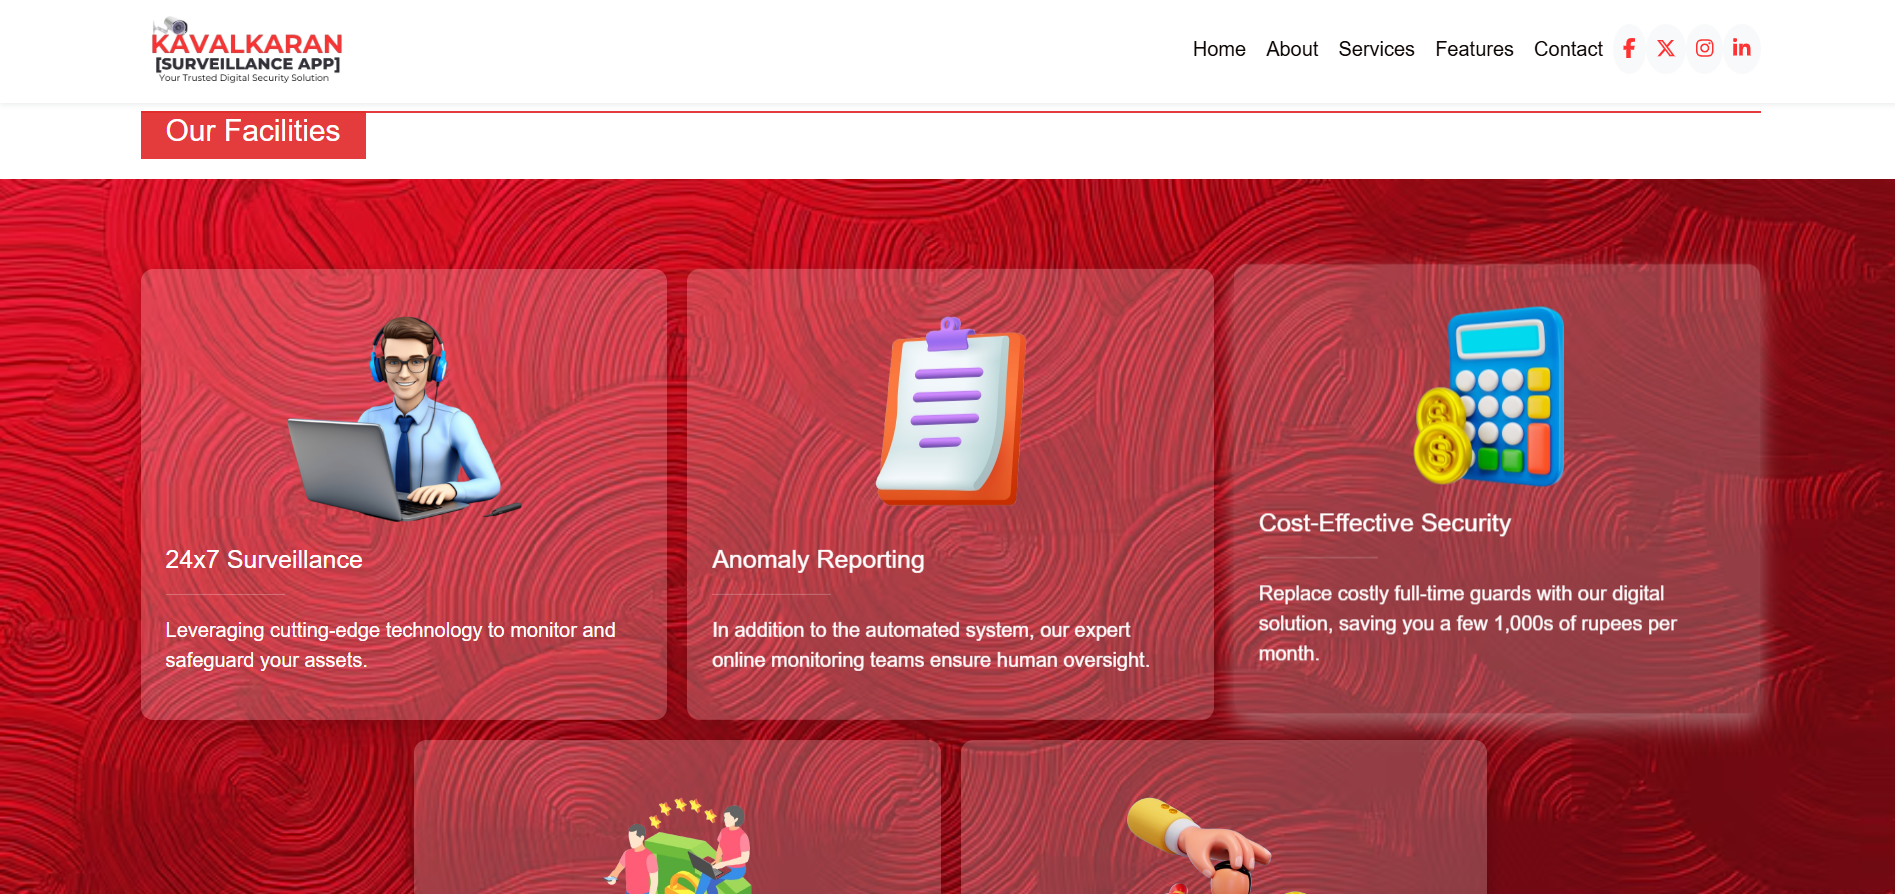 KAVALKARAN
[SURVEILLANCE APP]
Your Trusted Digital Security Solution
Home About Services Features Contact
Our Facilities
24x7 Surveillance
Leveraging cutting-edge technology to monitor and
safeguard your assets.
Anomaly Reporting
In addition to the automated system, our expert
online monitoring teams ensure human oversight.
Cost-Effective Security
Replace costly full-time guards with our digital
solution, saving you a few 1,000s of rupees per
month.